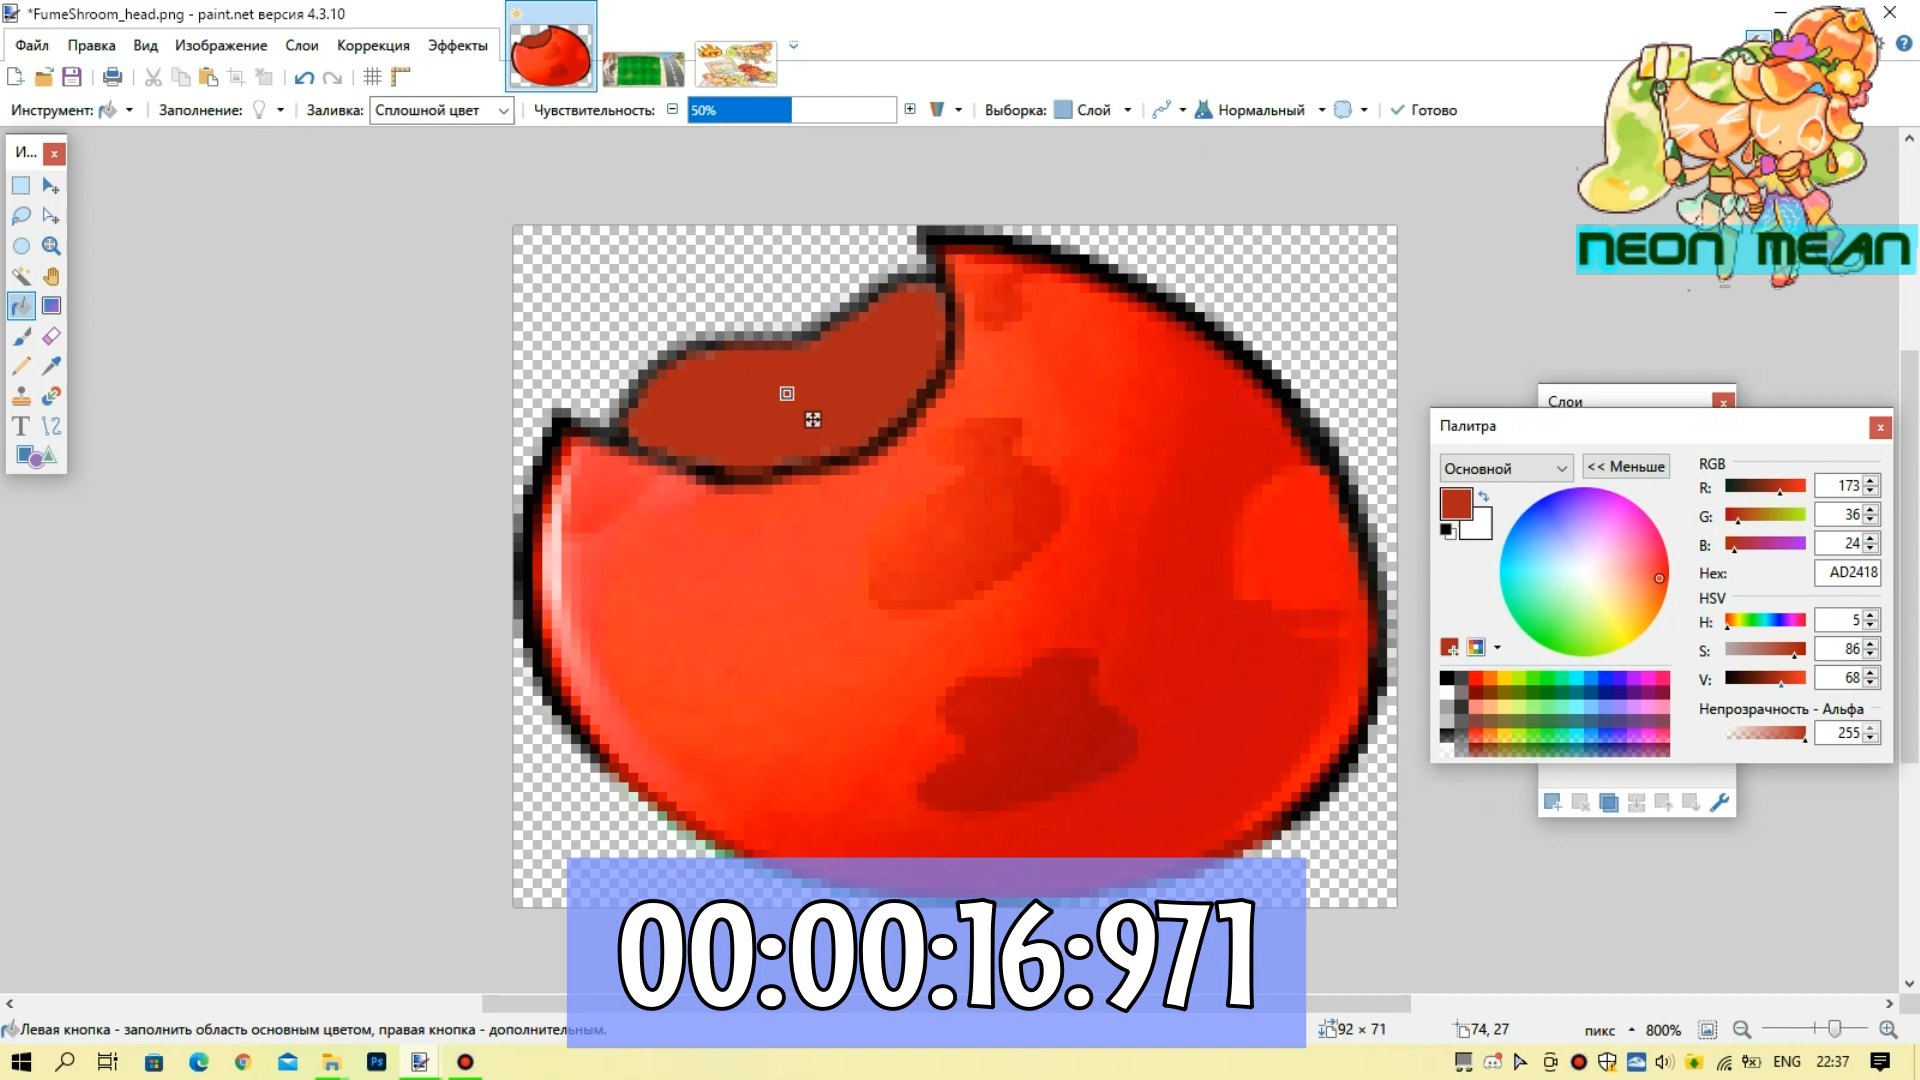 *FumeShroom_head.png - paint.net версия 4.3.10
Файл Правка Вид Изображение Слои Коррекция Эффекты
Инструмент: Заполнение: Заливка: Сплошной цвет Чувствительность: 50% Выборка: Слой Нормальный Готово
И...
NEON MEAN
Слои
Палитра
Основной << Меньше
RGB
R: 173
G: 36
B: 24
Hex: AD2418
HSV
H: 5
S: 86
V: 68
Непрозрачность - Альфа
255
00:00:16:971
Левая кнопка - заполнить область основным цветом, правая кнопка - дополнительным.
92 × 71
74, 27
пикс
800%
Ps
ENG 22:37